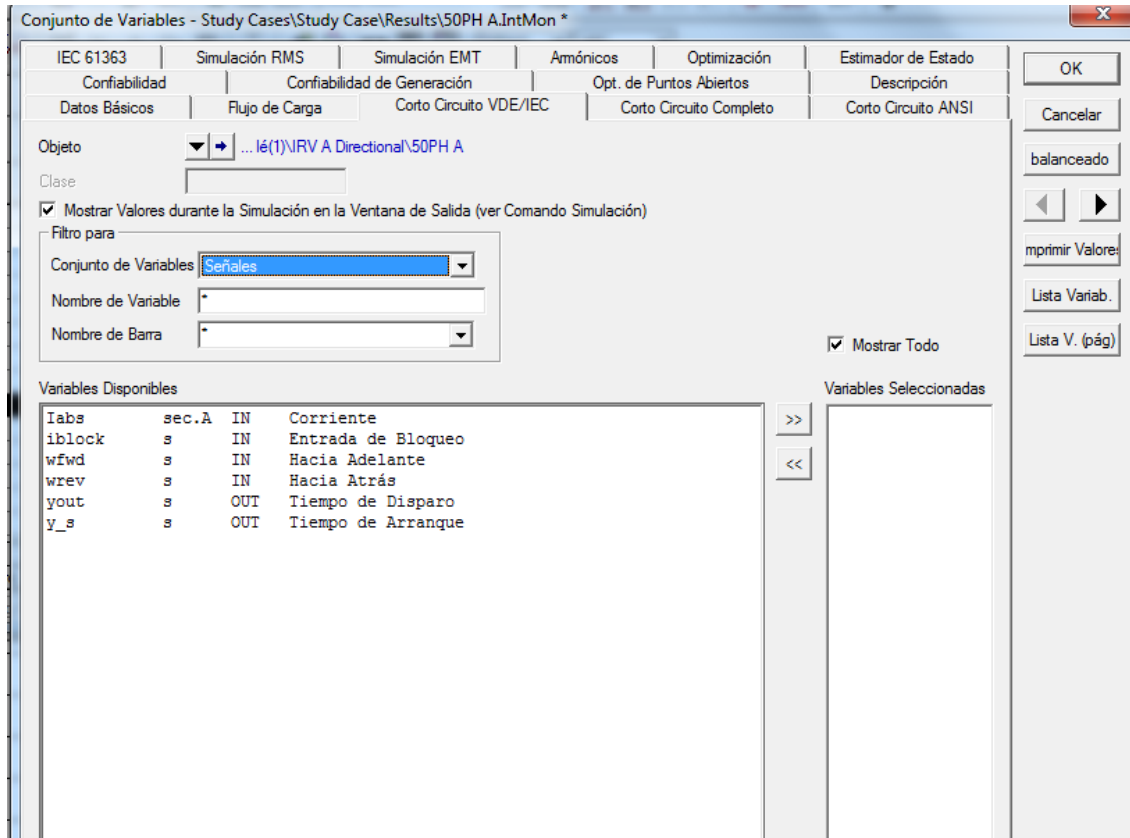 Conjunto de Variables - Study Cases\Study Case\Results\50PH A.IntMon *
IEC 61363 Simulación RMS Simulación EMT Amónicos Optimización Estimador de Estado
Confiabilidad Confiabilidad de Generación Opt. de Puntos Abiertos Descripción
Datos Básicos Flujo de Carga Corto Circuito VDE/IEC Corto Circuito Completo Corto Circuito ANSI
OK
Cancelar
balanceado
mprimir Valores
Lista Variab.
Lista V. (pág)
Objeto ... lé(1)\IRV A Directional\50PH A
Clase
Mostrar Valores durante la Simulación en la Ventana de Salida (ver Comando Simulación)
Filtro para
Conjunto de Variables Señales
Nombre de Variable *
Nombre de Barra *
Mostrar Todo
Variables Disponibles Variables Seleccionadas
Iabs sec.A IN Corriente
iblock s IN Entrada de Bloqueo
wfwd s IN Hacia Adelante
wrev s IN Hacia Atrás
yout s OUT Tiempo de Disparo
y_s s OUT Tiempo de Arranque
>>
<<